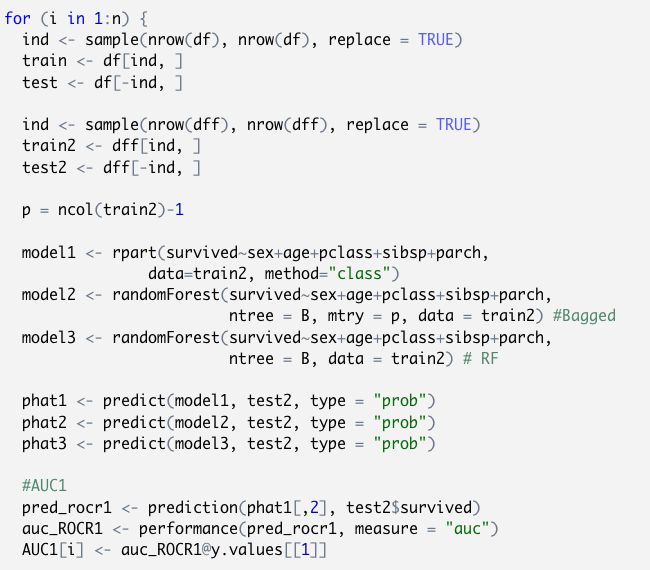 for (i in 1:n) {
  ind <- sample(nrow(df), nrow(df), replace = TRUE)
  train <- df[ind, ]
  test <- df[-ind, ]

  ind <- sample(nrow(dff), nrow(dff), replace = TRUE)
  train2 <- dff[ind, ]
  test2 <- dff[-ind, ]

  p = ncol(train2)-1

  model1 <- rpart(survived~sex+age+pclass+sibsp+parch,
                data=train2, method="class")
  model2 <- randomForest(survived~sex+age+pclass+sibsp+parch,
                         ntree = B, mtry = p, data = train2) #Bagged
  model3 <- randomForest(survived~sex+age+pclass+sibsp+parch,
                         ntree = B, data = train2) # RF

  phat1 <- predict(model1, test2, type = "prob")
  phat2 <- predict(model2, test2, type = "prob")
  phat3 <- predict(model3, test2, type = "prob")

  #AUC1
  pred_rocr1 <- prediction(phat1[,2], test2$survived)
  auc_ROCR1 <- performance(pred_rocr1, measure = "auc")
  AUC1[i] <- auc_ROCR1@y.values[[1]]